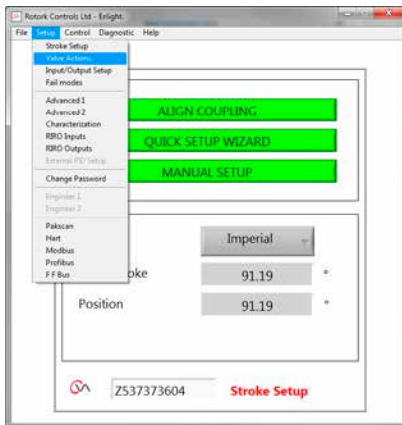 Rotork Controls Ltd - Enlight.
File Setup Control Diagnostic Help
Stroke Setup
Valve Actions
Input/Output Setup
Fail modes
Advanced 1
Advanced 2
Characterization
RIRO Inputs
RIRO Outputs
External PID Setup
Change Password
Engineer 1
Engineer 2
Pakscan
Hart
Modbus
Profibus
F F Bus
ALIGN COUPLING
QUICK SETUP WIZARD
MANUAL SETUP
Imperial
oke 91.19 °
Position 91.19 °
Z537373604 Stroke Setup